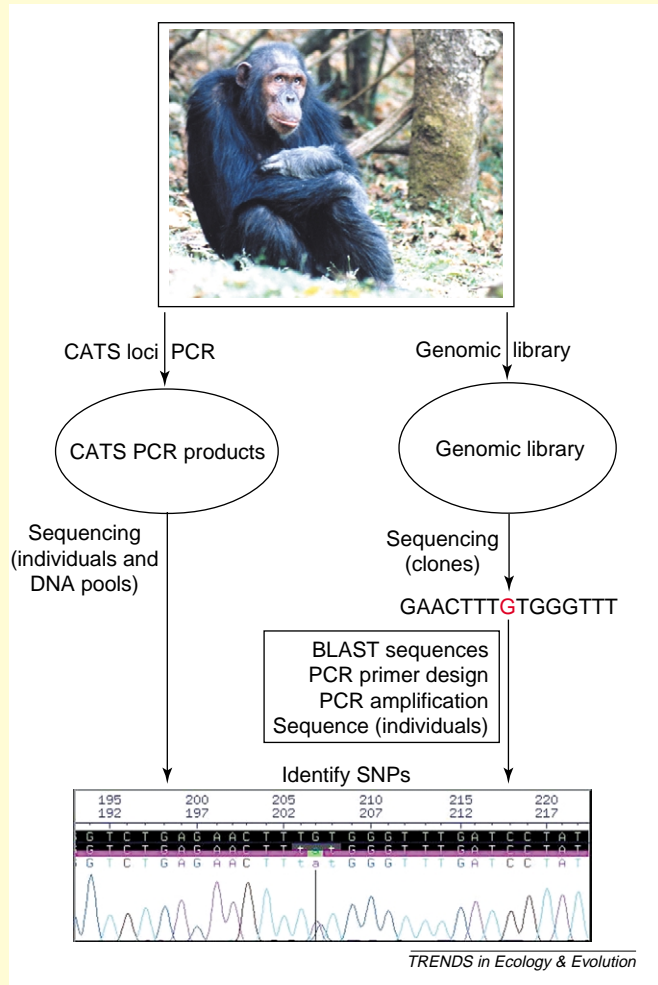 CATS loci PCR
Genomic library
CATS PCR products
Genomic library
Sequencing
(individuals and
DNA pools)
Sequencing
(clones)
GAACTTTGTGGGTTT
BLAST sequences
PCR primer design
PCR amplification
Sequence (individuals)
Identify SNPs
195 200 205 210 215 220
192 197 202 207 212 217
G T C T G A G A A C T T T G T G G G T T T G A T C C T A T
G T C T G A G A A C T T t g t G G G T T T G A T C C T A T
G T C T G A G A A C T T t a t G G G T T T G A T C C T A T
TRENDS in Ecology & Evolution